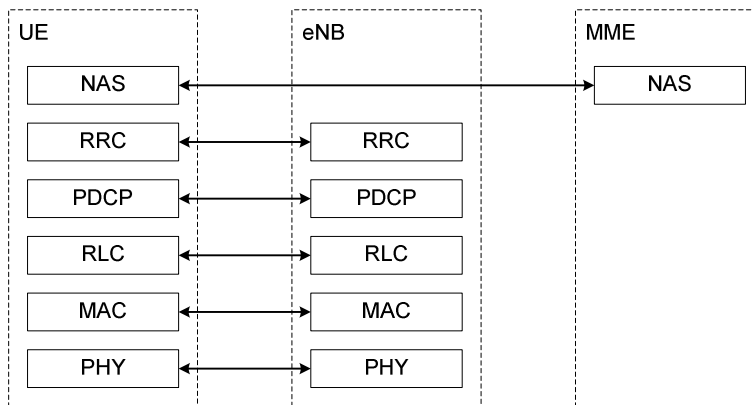 UE eNB MME
NAS NAS
RRC RRC
PDCP PDCP
RLC RLC
MAC MAC
PHY PHY